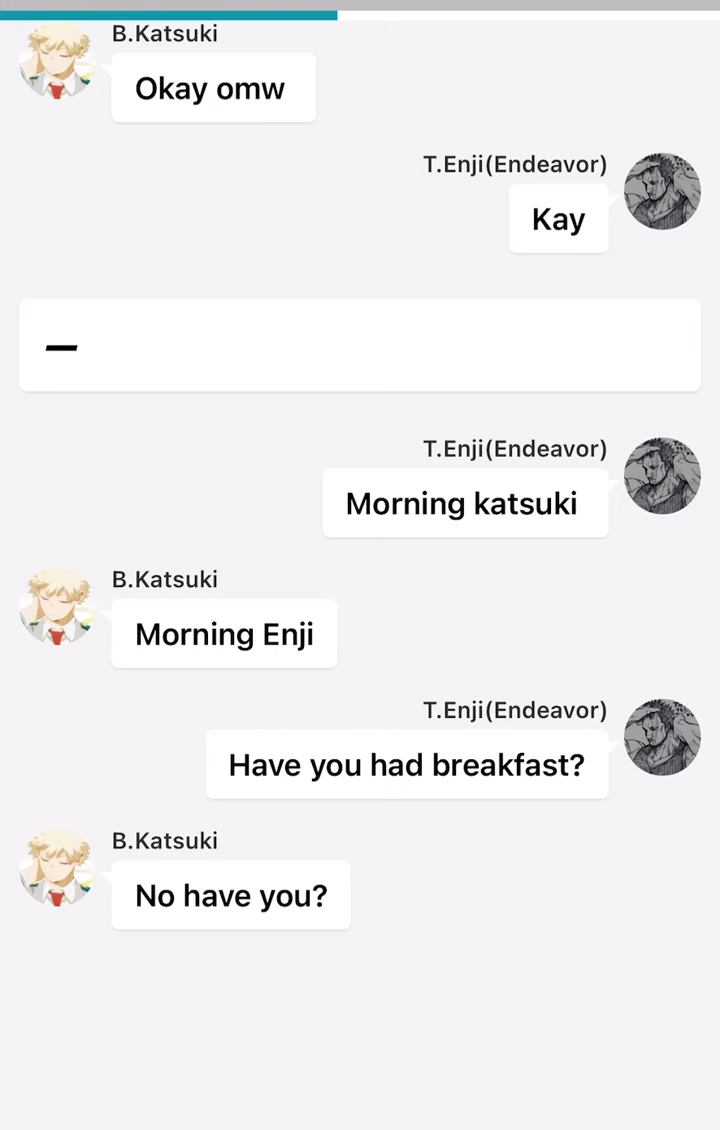 B.Katsuki
Okay omw
T.Enji(Endeavor)
Kay
—
T.Enji(Endeavor)
Morning katsuki
B.Katsuki
Morning Enji
T.Enji(Endeavor)
Have you had breakfast?
B.Katsuki
No have you?